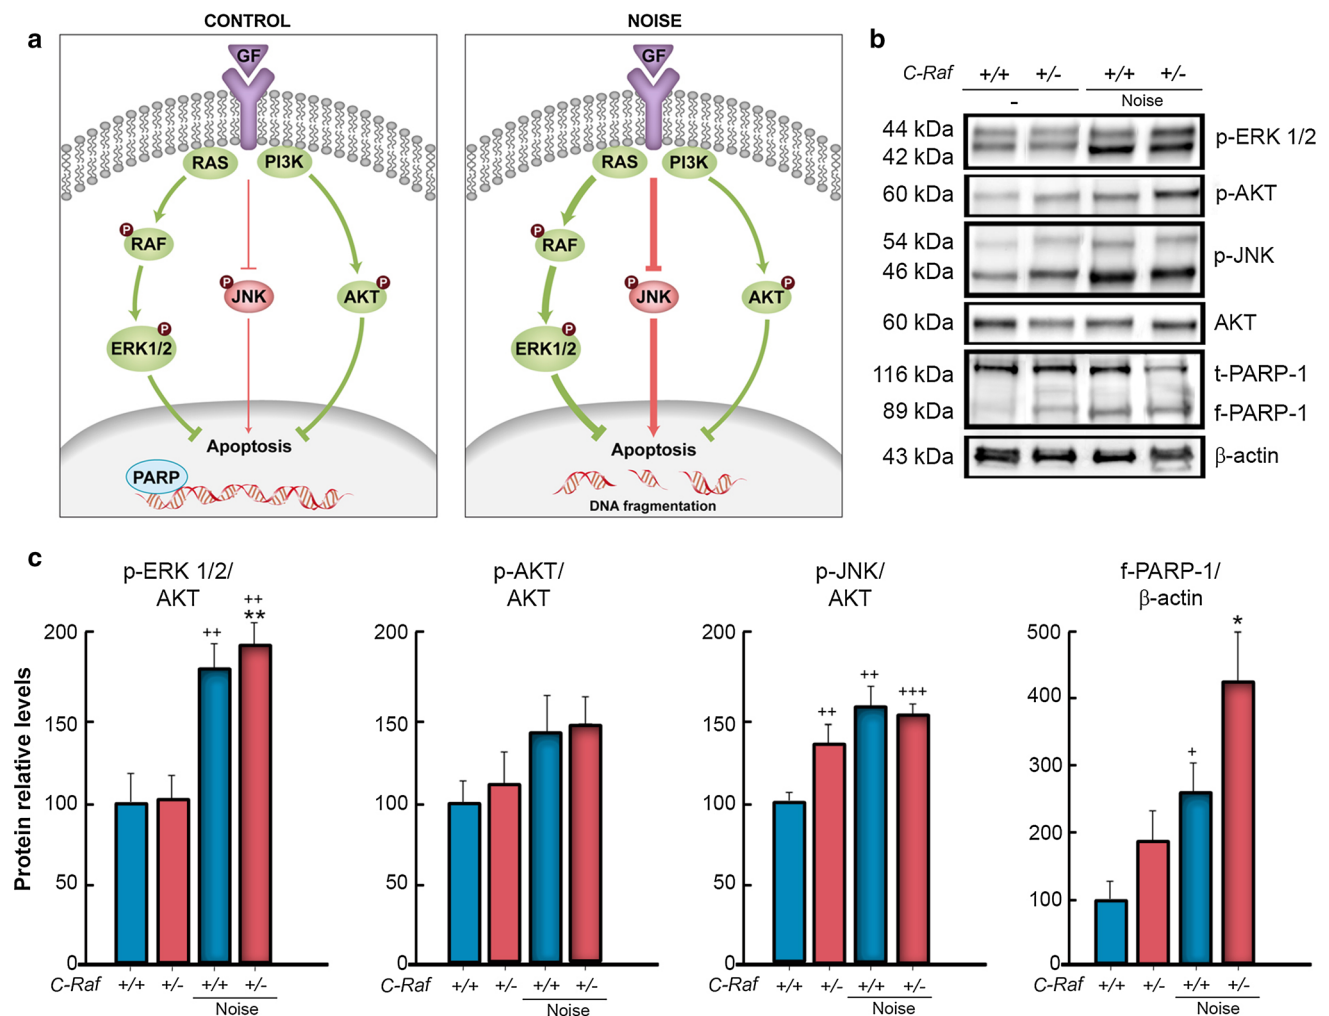 a
CONTROL
GF
RAS
PI3K
P
RAF
P
JNK
P
AKT
P
ERK1/2
Apoptosis
PARP
NOISE
GF
RAS
PI3K
P
RAF
P
JNK
P
AKT
P
ERK1/2
Apoptosis
DNA fragmentation
b
C-Raf +/+ +/- +/+ +/-
- Noise
44 kDa p-ERK 1/2
42 kDa
60 kDa p-AKT
54 kDa p-JNK
46 kDa
60 kDa AKT
116 kDa t-PARP-1
89 kDa f-PARP-1
43 kDa β-actin
c
Protein relative levels
p-ERK 1/2/
AKT
200
150
100
50
0
++
++
**
C-Raf +/+ +/- +/+ +/-
Noise
p-AKT/
AKT
200
150
100
50
0
C-Raf +/+ +/- +/+ +/-
Noise
p-JNK/
AKT
200
150
100
50
0
++
++
+++
C-Raf +/+ +/- +/+ +/-
Noise
f-PARP-1/
β-actin
500
400
300
200
100
0
+
*
C-Raf +/+ +/- +/+ +/-
Noise